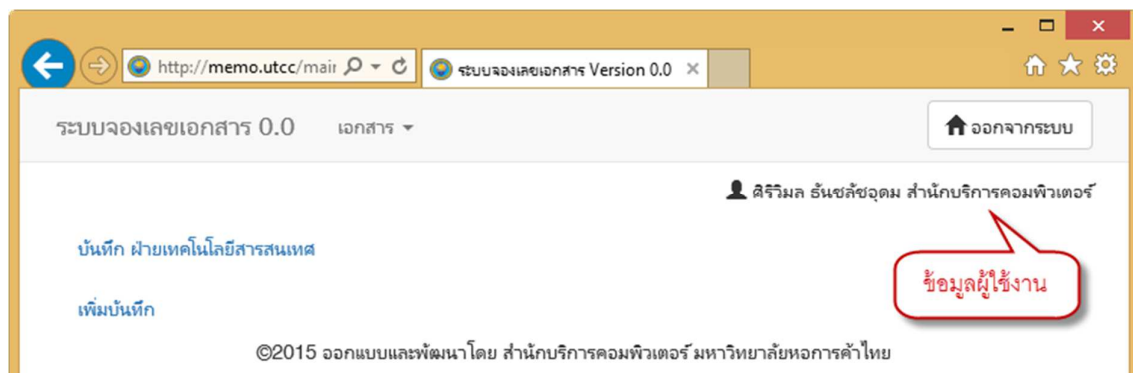 http://memo.utcc/mair
ระบบจองเลขเอกสาร Version 0.0
ระบบจองเลขเอกสาร 0.0 เอกสาร ออกจากระบบ
ศิริวิมล ธันชลัชอุดม สำนักบริการคอมพิวเตอร์
บันทึก ฝ่ายเทคโนโลยีสารสนเทศ
ข้อมูลผู้ใช้งาน
เพิ่มบันทึก
©2015 ออกแบบและพัฒนาโดย สำนักบริการคอมพิวเตอร์ มหาวิทยาลัยหอการค้าไทย